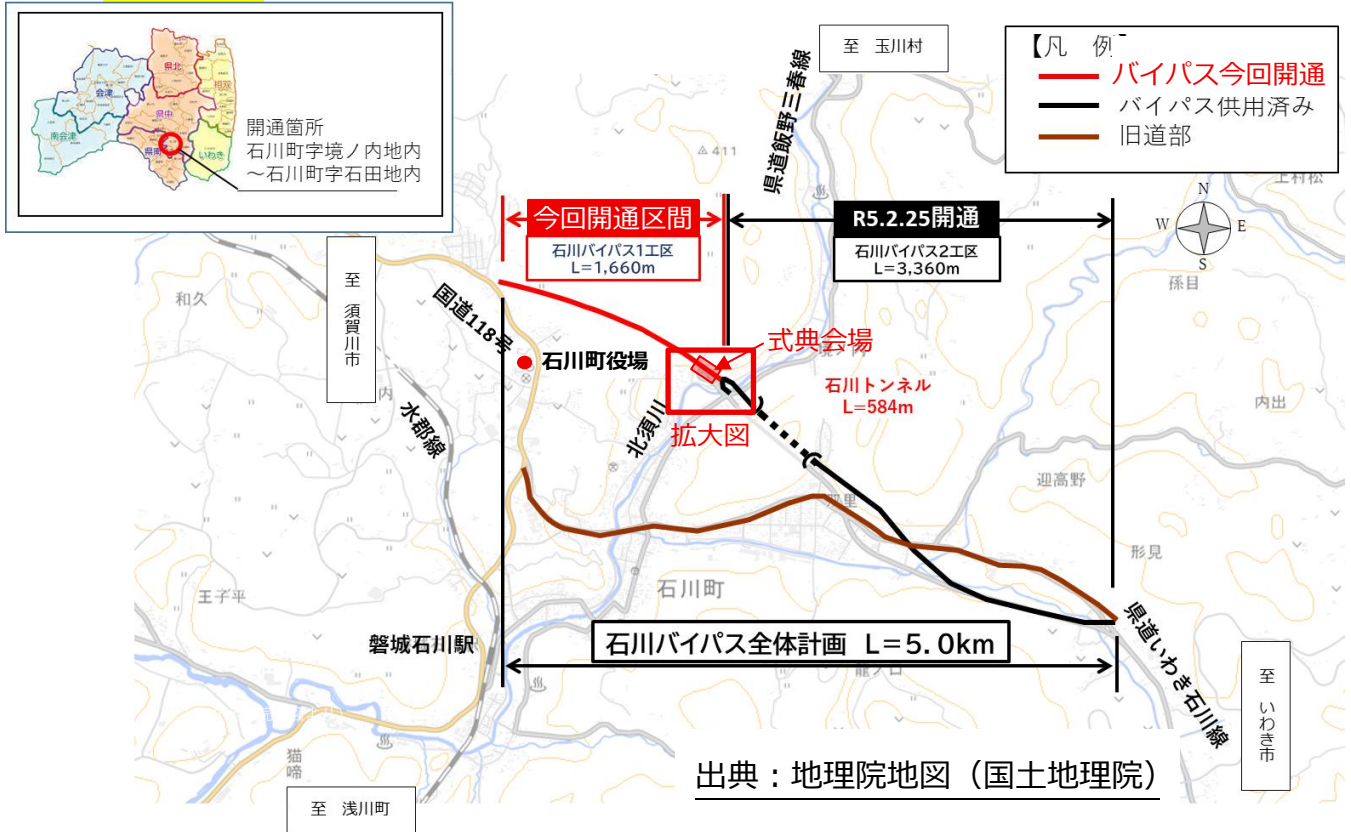 県北
相双
会津
県中
南会津
県南
いわき
開通箇所
石川町字境ノ内地内
~石川町字石田地内
至 玉川村
【凡 例】
バイパス今回開通
バイパス供用済み
旧道部
上村松
N
W
E
S
県道飯野三春線
411
今回開通区間
石川バイパス1工区
L=1,660m
R5.2.25開通
石川バイパス2工区
L=3,360m
孫目
至 須賀川市
和久
国道118号
石川町役場
式典会場
石川トンネル
L=584m
内
水郡線
北須川
拡大図
内出
迎高野
形見
石川町
王子平
磐城石川駅
石川バイパス全体計画 L=5.0km
県道いわき石川線
至 いわき市
猫啼
出典:地理院地図(国土地理院)
至 浅川町